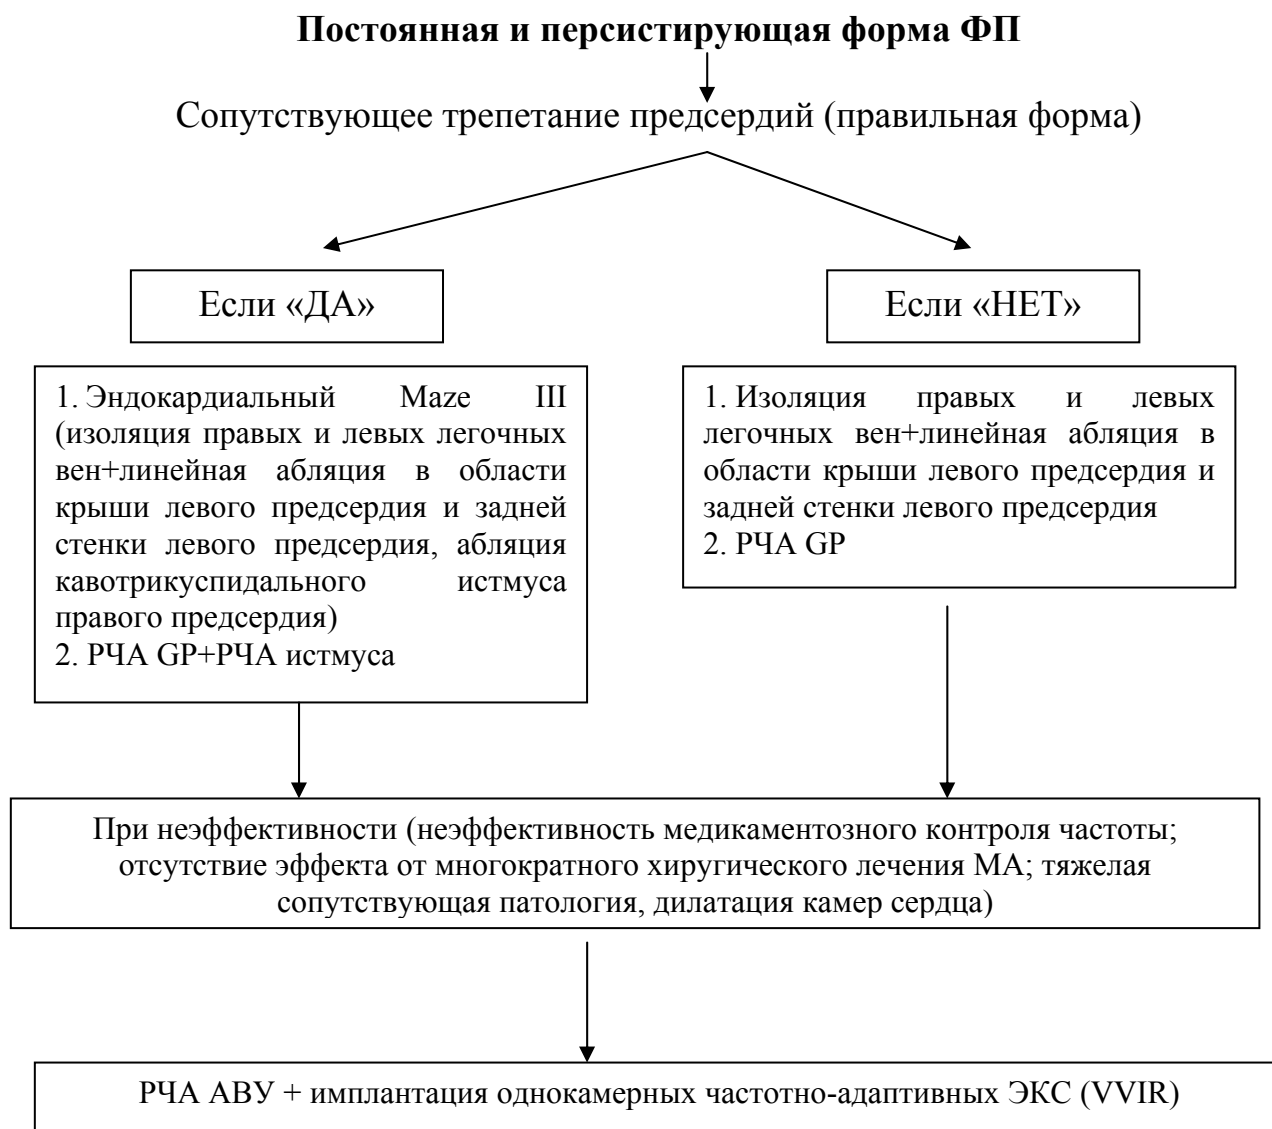 Постоянная и персистирующая форма ФП
Сопутствующее трепетание предсердий (правильная форма)
Если «ДА»
Если «НЕТ»
1. Эндокардиальный Maze III
(изоляция правых и левых легочных
вен+линейная абляция в области
крыши левого предсердия и задней
стенки левого предсердия, абляция
кавотрикуспидального истмуса
правого предсердия)
2. РЧА GP+РЧА истмуса
1. Изоляция правых и левых
легочных вен+линейная абляция в
области крыши левого предсердия и
задней стенки левого предсердия
2. РЧА GP
При неэффективности (неэффективность медикаментозного контроля частоты;
отсутствие эффекта от многократного хиругического лечения МА; тяжелая
сопутствующая патология, дилатация камер сердца)
РЧА АВУ + имплантация однокамерных частотно-адаптивных ЭКС (VVIR)